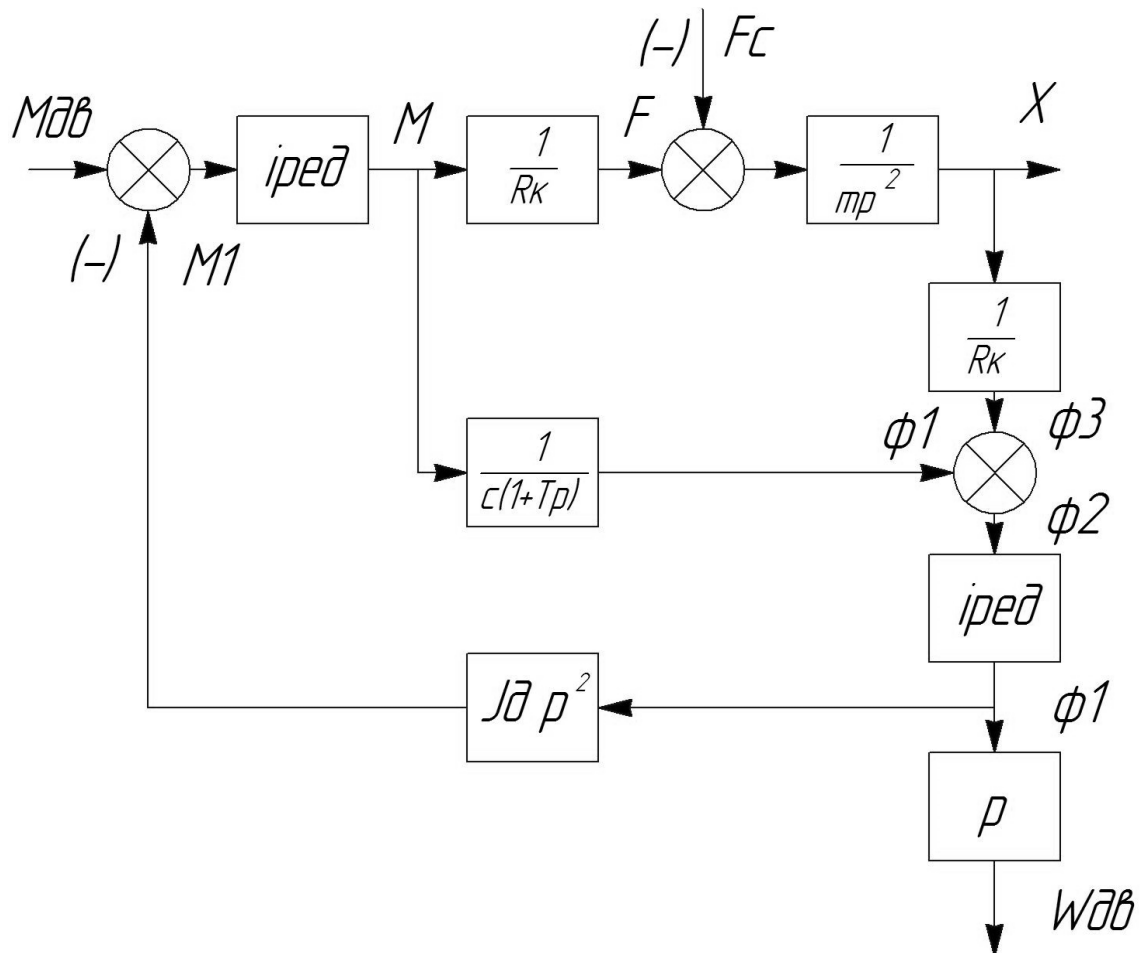 (–) Fc
Mдв
iред
M
1
Rк
F
1
mp²
X
(–) M1
1
Rк
φ3
1
c(1+Tp)
φ1
φ2
iред
Jд p²
φ1
p
Wдв